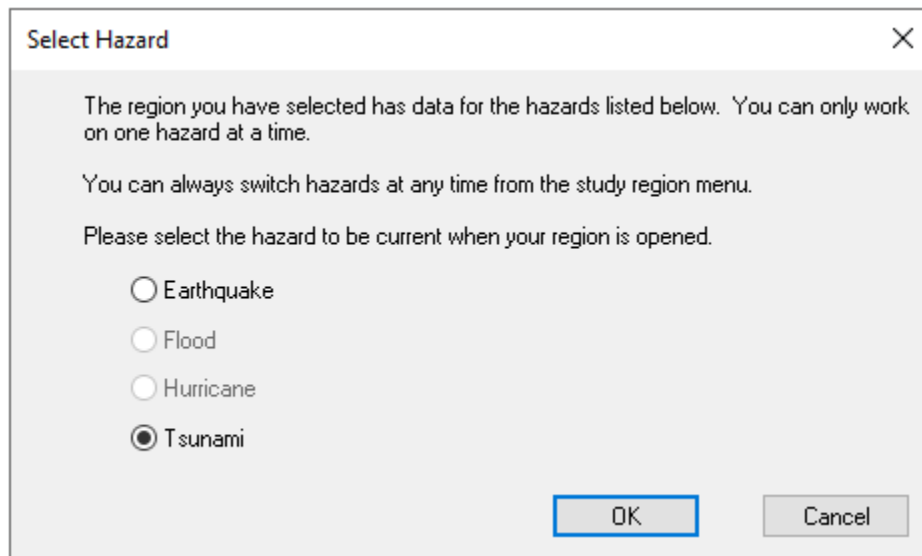 Select Hazard
The region you have selected has data for the hazards listed below.  You can only work
on one hazard at a time.
You can always switch hazards at any time from the study region menu.
Please select the hazard to be current when your region is opened.
Earthquake
Flood
Hurricane
Tsunami
OK
Cancel